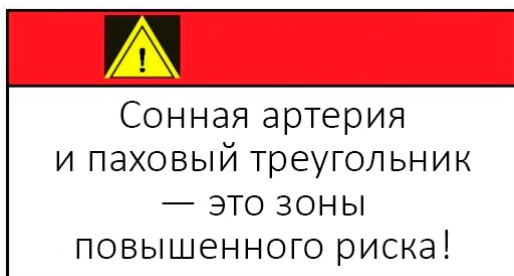 Сонная артерия
и паховый треугольник
— это зоны
повышенного риска!